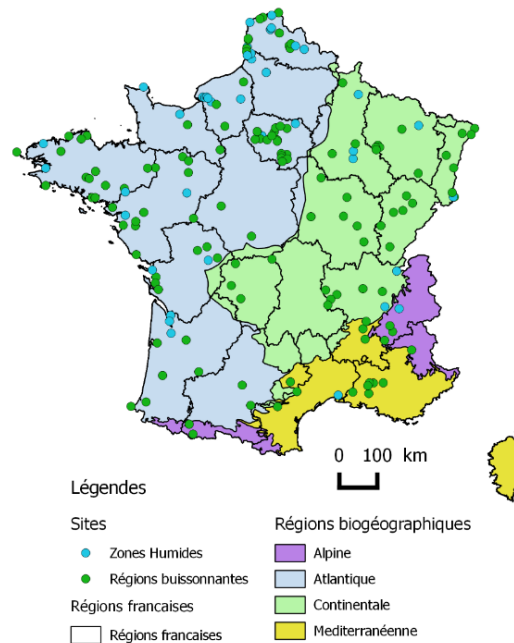 0 100 km
Légendes
Sites
Zones Humides
Régions buissonnantes
Régions francaises
Régions francaises
Régions biogéographiques
Alpine
Atlantique
Continentale
Mediterranéenne